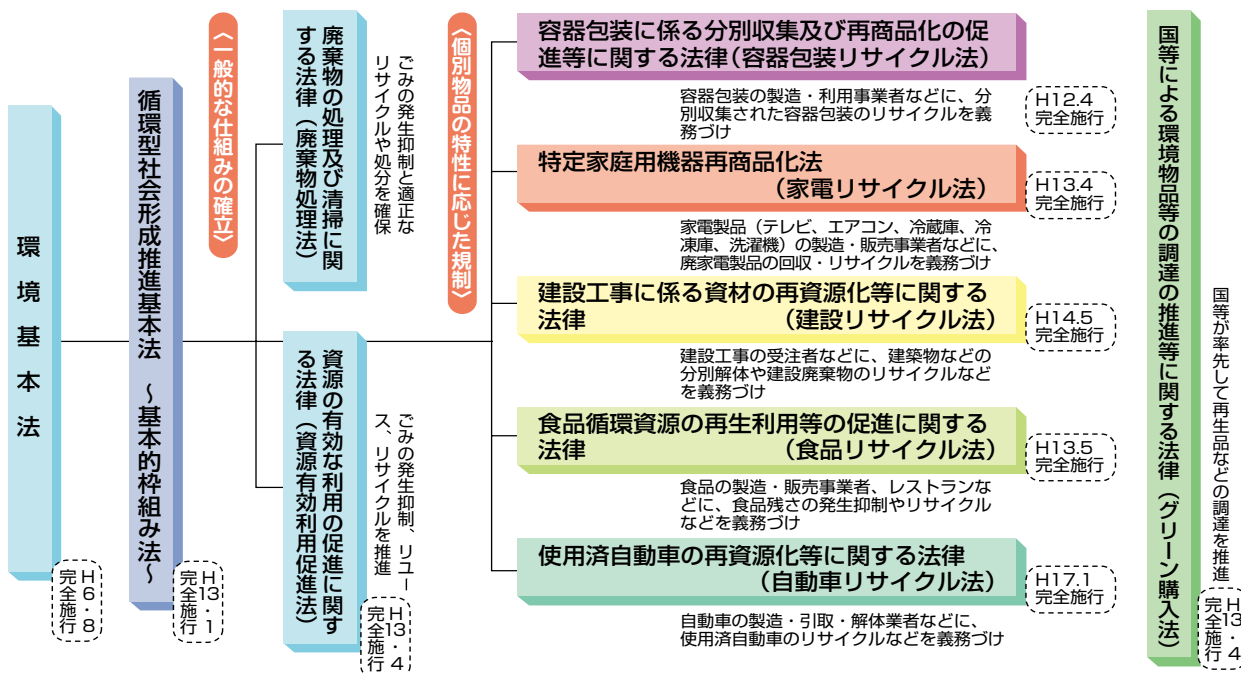 環境基本法
H6・8
完全施行
循環型社会形成推進基本法 ～基本的枠組み法～
H13・1
完全施行
〈一般的な仕組みの確立〉
廃棄物の処理及び清掃に関
する法律（廃棄物処理法）
ごみの発生抑制と適正な
リサイクルや処分を確保
資源の有効な利用の促進に関す
る法律（資源有効利用促進法）
ごみの発生抑制、リユー
ス、リサイクルを推進
H13・4
完全施行
〈個別物品の特性に応じた規制〉
容器包装に係る分別収集及び再商品化の促
進等に関する法律（容器包装リサイクル法）
容器包装の製造・利用事業者などに、分
別収集された容器包装のリサイクルを義
務づけ
H12.4
完全施行
特定家庭用機器再商品化法
（家電リサイクル法）
家電製品（テレビ、エアコン、冷蔵庫、冷
凍庫、洗濯機）の製造・販売事業者などに、
廃家電製品の回収・リサイクルを義務づけ
H13.4
完全施行
建設工事に係る資材の再資源化等に関する
法律 （建設リサイクル法）
建設工事の受注者などに、建築物などの
分別解体や建設廃棄物のリサイクルなど
を義務づけ
H14.5
完全施行
食品循環資源の再生利用等の促進に関する
法律 （食品リサイクル法）
食品の製造・販売事業者、レストランな
どに、食品残さの発生抑制やリサイクル
などを義務づけ
H13.5
完全施行
使用済自動車の再資源化等に関する法律
（自動車リサイクル法）
自動車の製造・引取・解体業者などに、
使用済自動車のリサイクルなどを義務づけ
H17.1
完全施行
国等による環境物品等の調達の推進等に関する法律（グリーン購入法）
国等が率先して再生品などの調達を推進
H13・4
完全施行